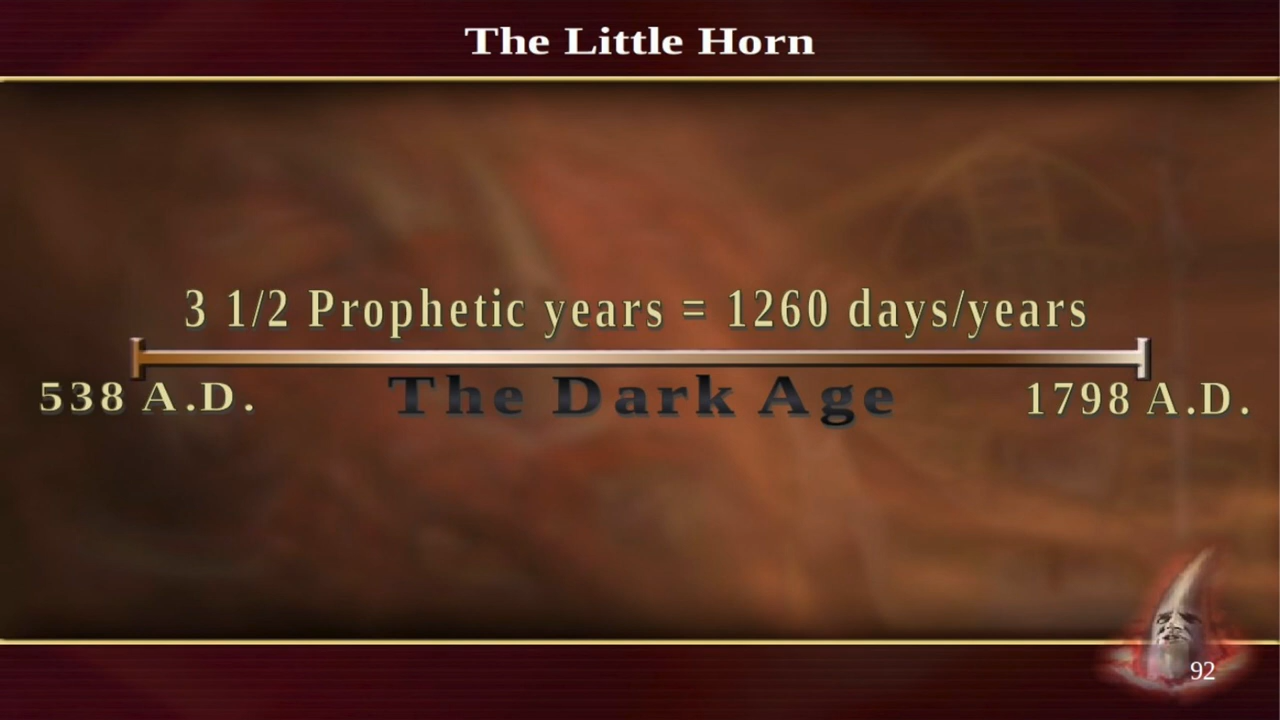 The Little Horn
3 1/2 Prophetic years = 1260 days/years
538 A.D.
The Dark Age
1798 A.D.
92